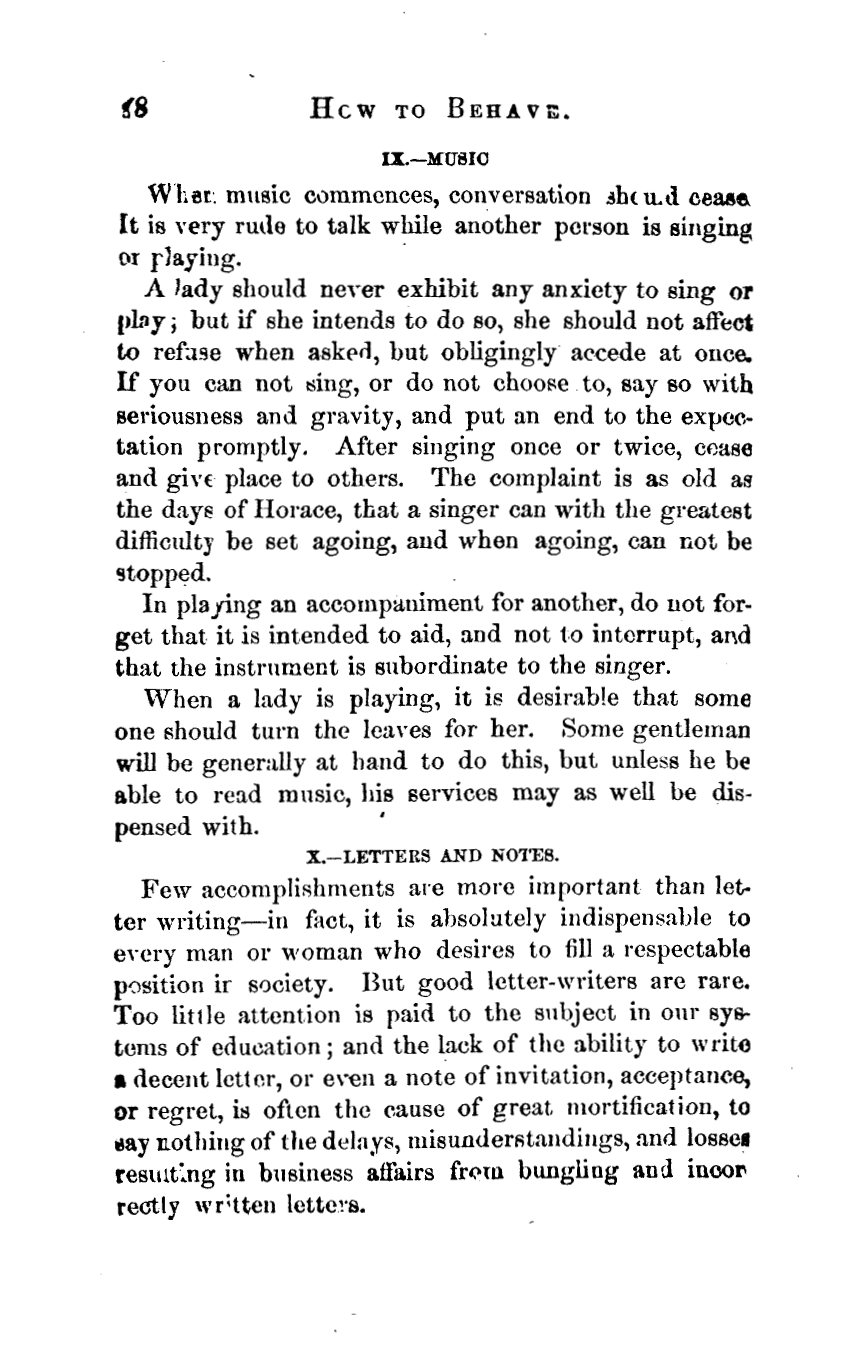 98 HOW TO BEHAVE.
IX.—MUSIC
When music commences, conversation should cease
It is very rude to talk while another person is singing
or playing.
A lady should never exhibit any anxiety to sing or
play; but if she intends to do so, she should not affect
to refuse when asked, but obligingly accede at once.
If you can not sing, or do not choose to, say so with
seriousness and gravity, and put an end to the expec-
tation promptly. After singing once or twice, cease
and give place to others. The complaint is as old as
the days of Horace, that a singer can with the greatest
difficulty be set agoing, and when agoing, can not be
stopped.
In playing an accompaniment for another, do not for-
get that it is intended to aid, and not to interrupt, and
that the instrument is subordinate to the singer.
When a lady is playing, it is desirable that some
one should turn the leaves for her. Some gentleman
will be generally at hand to do this, but unless he be
able to read music, his services may as well be dis-
pensed with.
X.—LETTERS AND NOTES.
Few accomplishments are more important than let-
ter writing—in fact, it is absolutely indispensable to
every man or woman who desires to fill a respectable
position in society. But good letter-writers are rare.
Too little attention is paid to the subject in our sys-
tems of education; and the lack of the ability to write
a decent letter, or even a note of invitation, acceptance,
or regret, is often the cause of great mortification, to
say nothing of the delays, misunderstandings, and losses
resulting in business affairs from bungling and incor
rectly written letters.